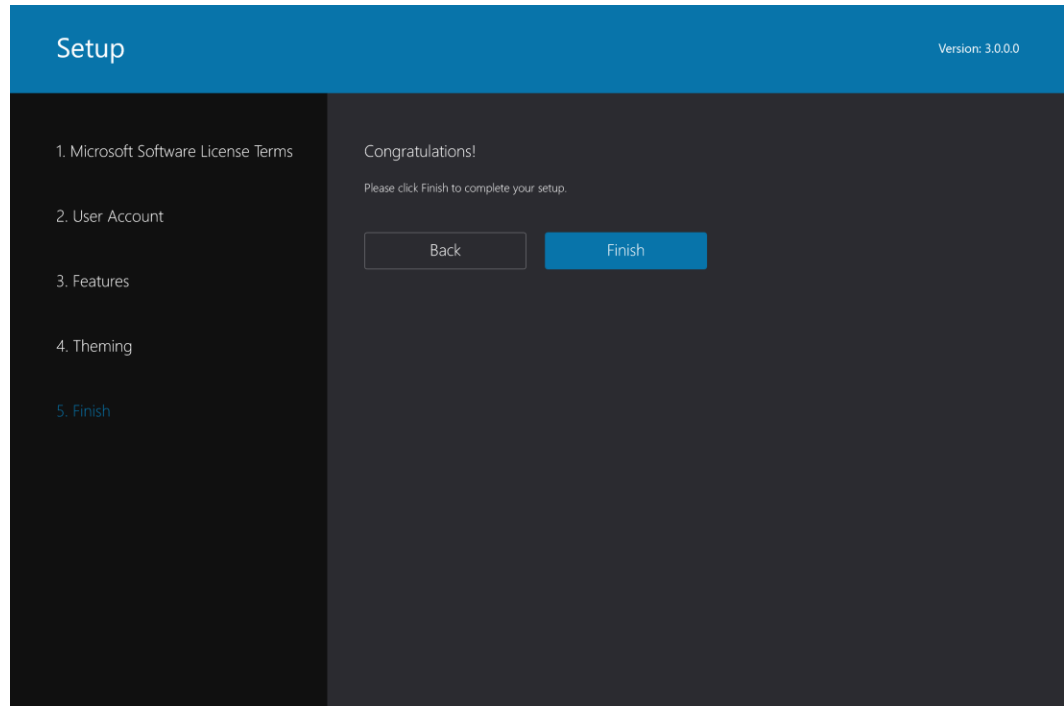 Setup
Version: 3.0.0.0
1. Microsoft Software License Terms
2. User Account
3. Features
4. Theming
5. Finish
Congratulations!
Please click Finish to complete your setup.
Back
Finish